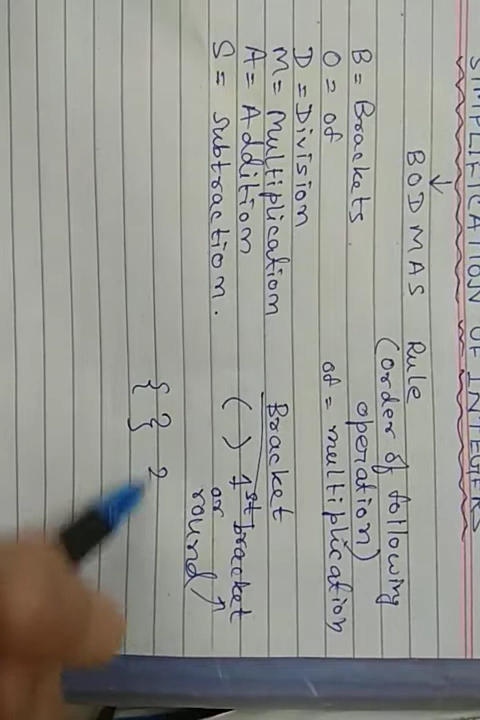 SIMPLIFICATION OF INTEGERS
BODMAS Rule
(order of following
operation)
B = Brackets
O = of
of = multiplication
D = Division
M = Multiplication
A = Addition
S = Subtraction.
Bracket
( ) 1st bracket
or
round
{ } 2